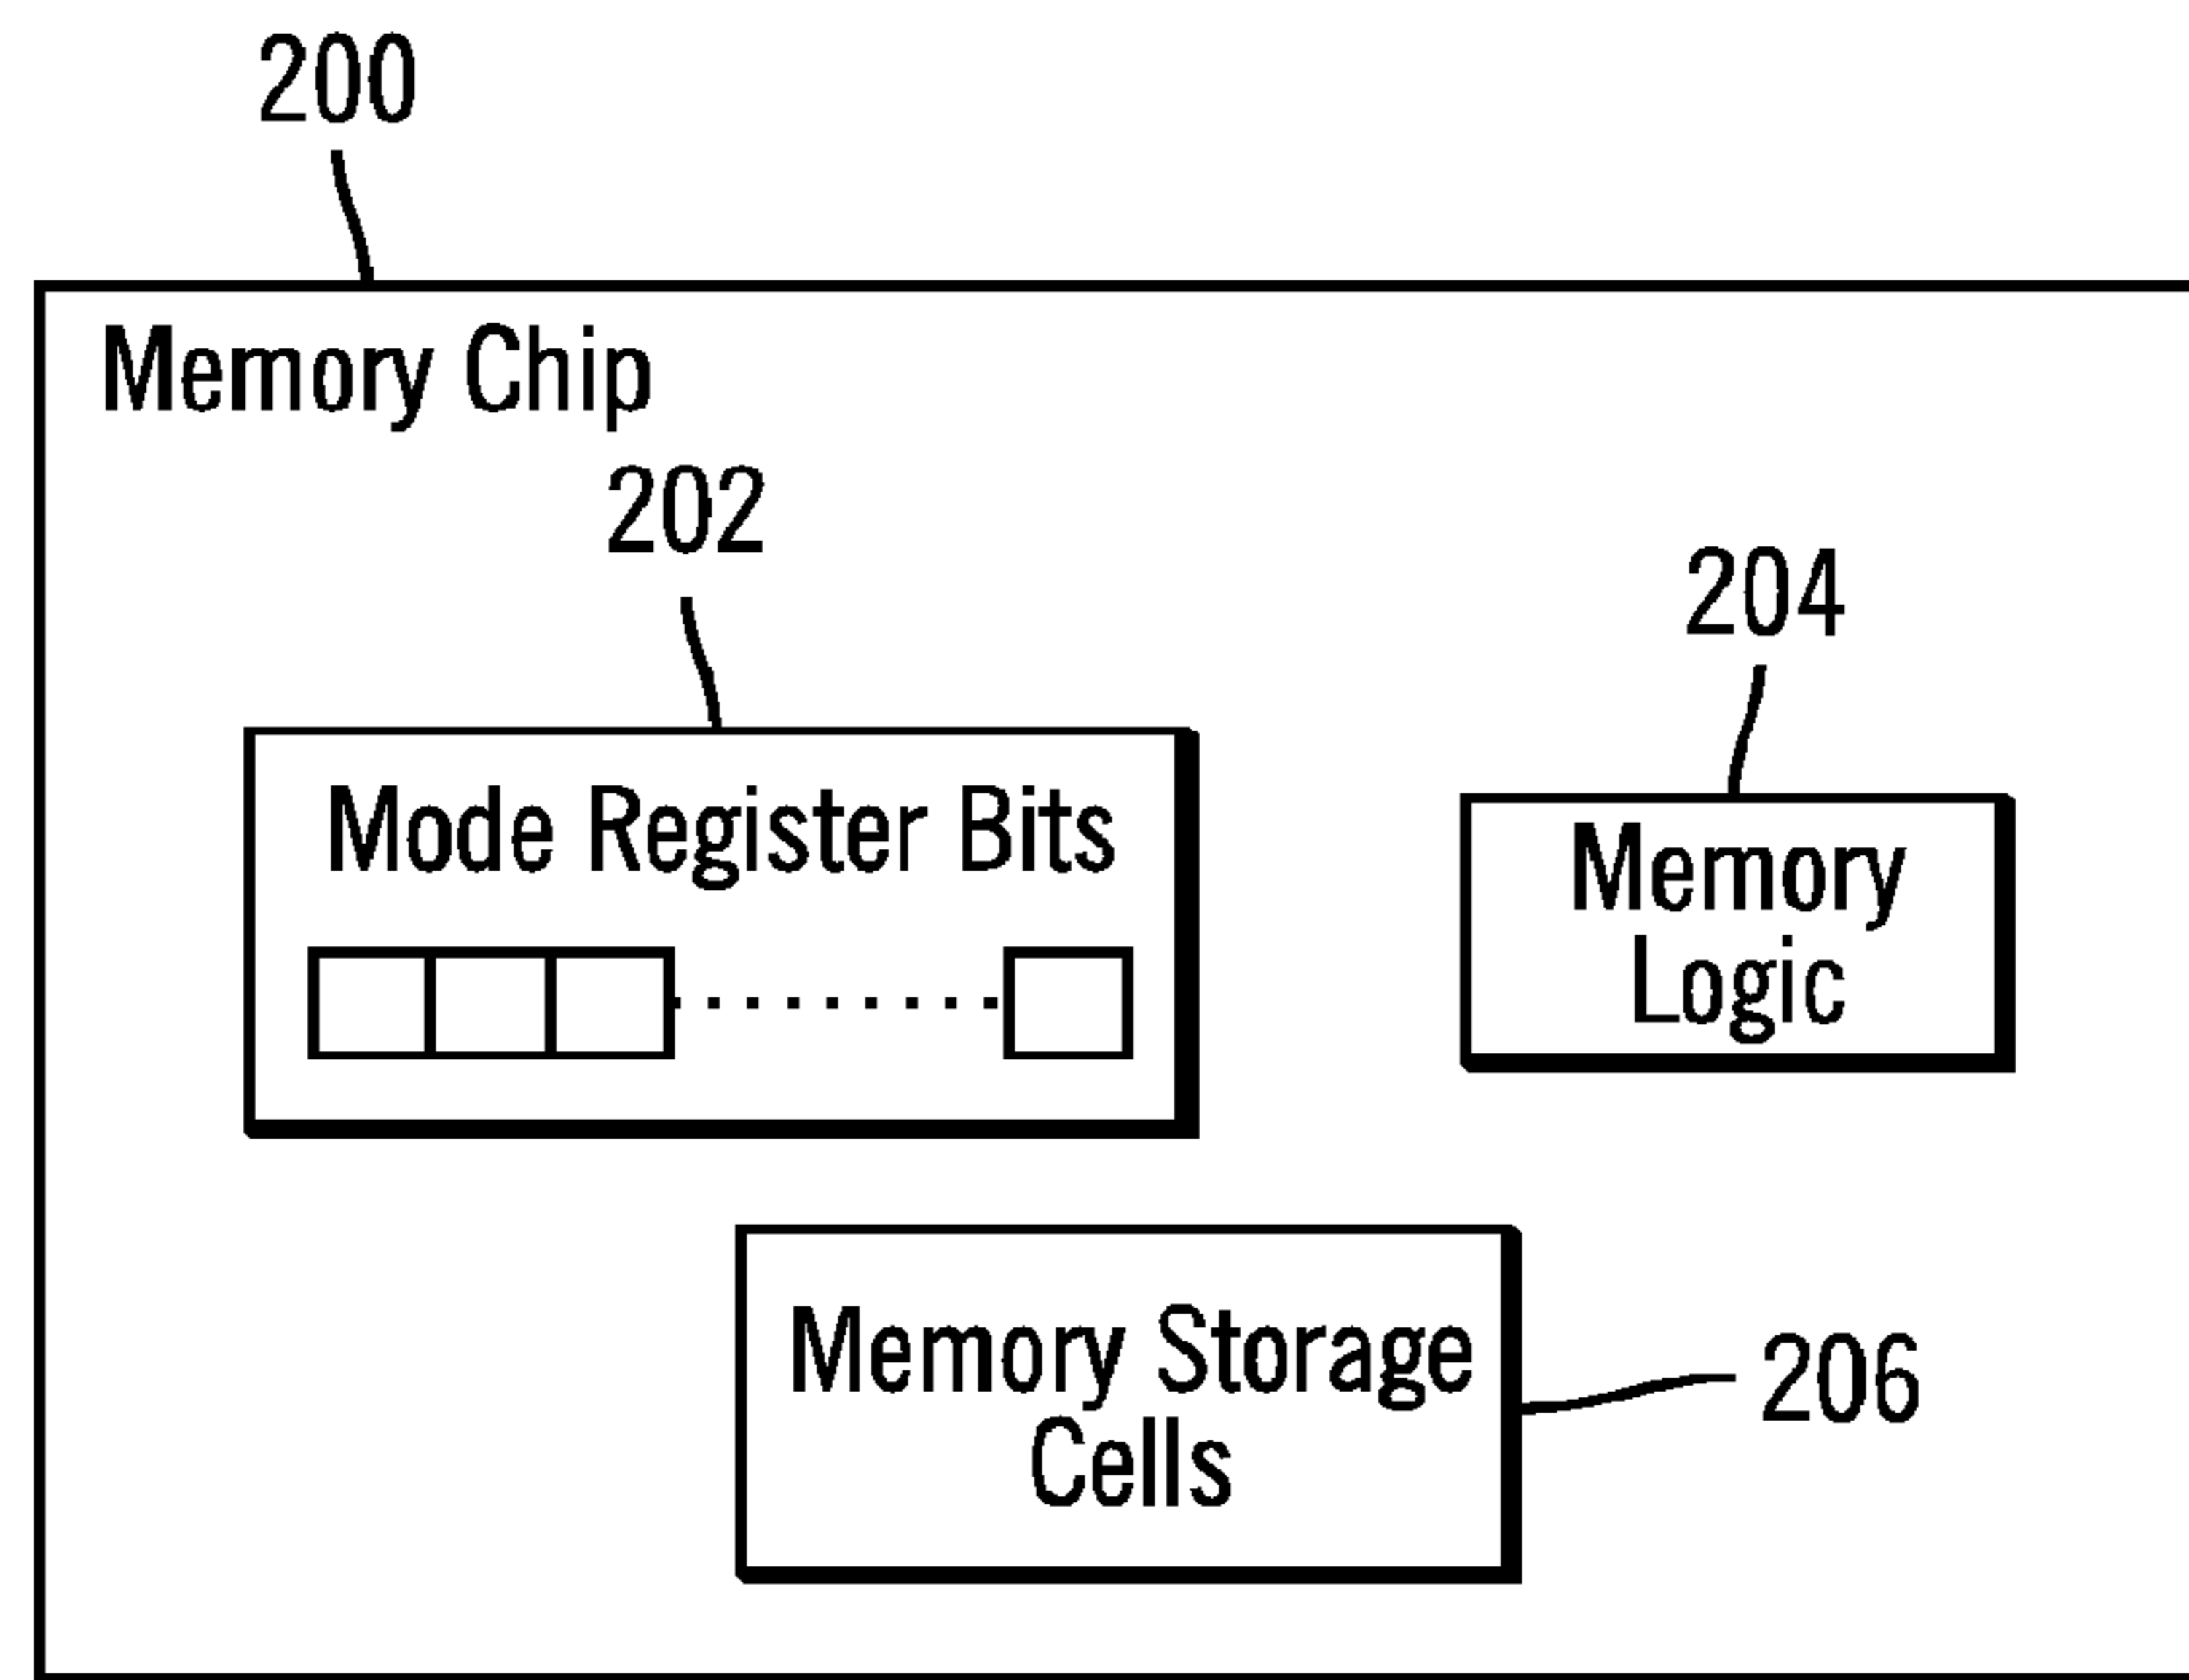 200
Memory Chip
202
204
Mode Register Bits
Memory
Logic
Memory Storage
Cells
206